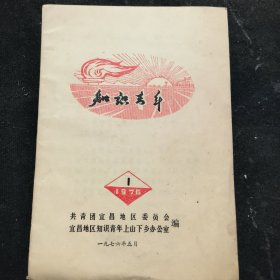 知识青年
1
1976
共青团宜昌地区委员会
宜昌地区知识青年上山下乡办公室
编
一九七六年五月